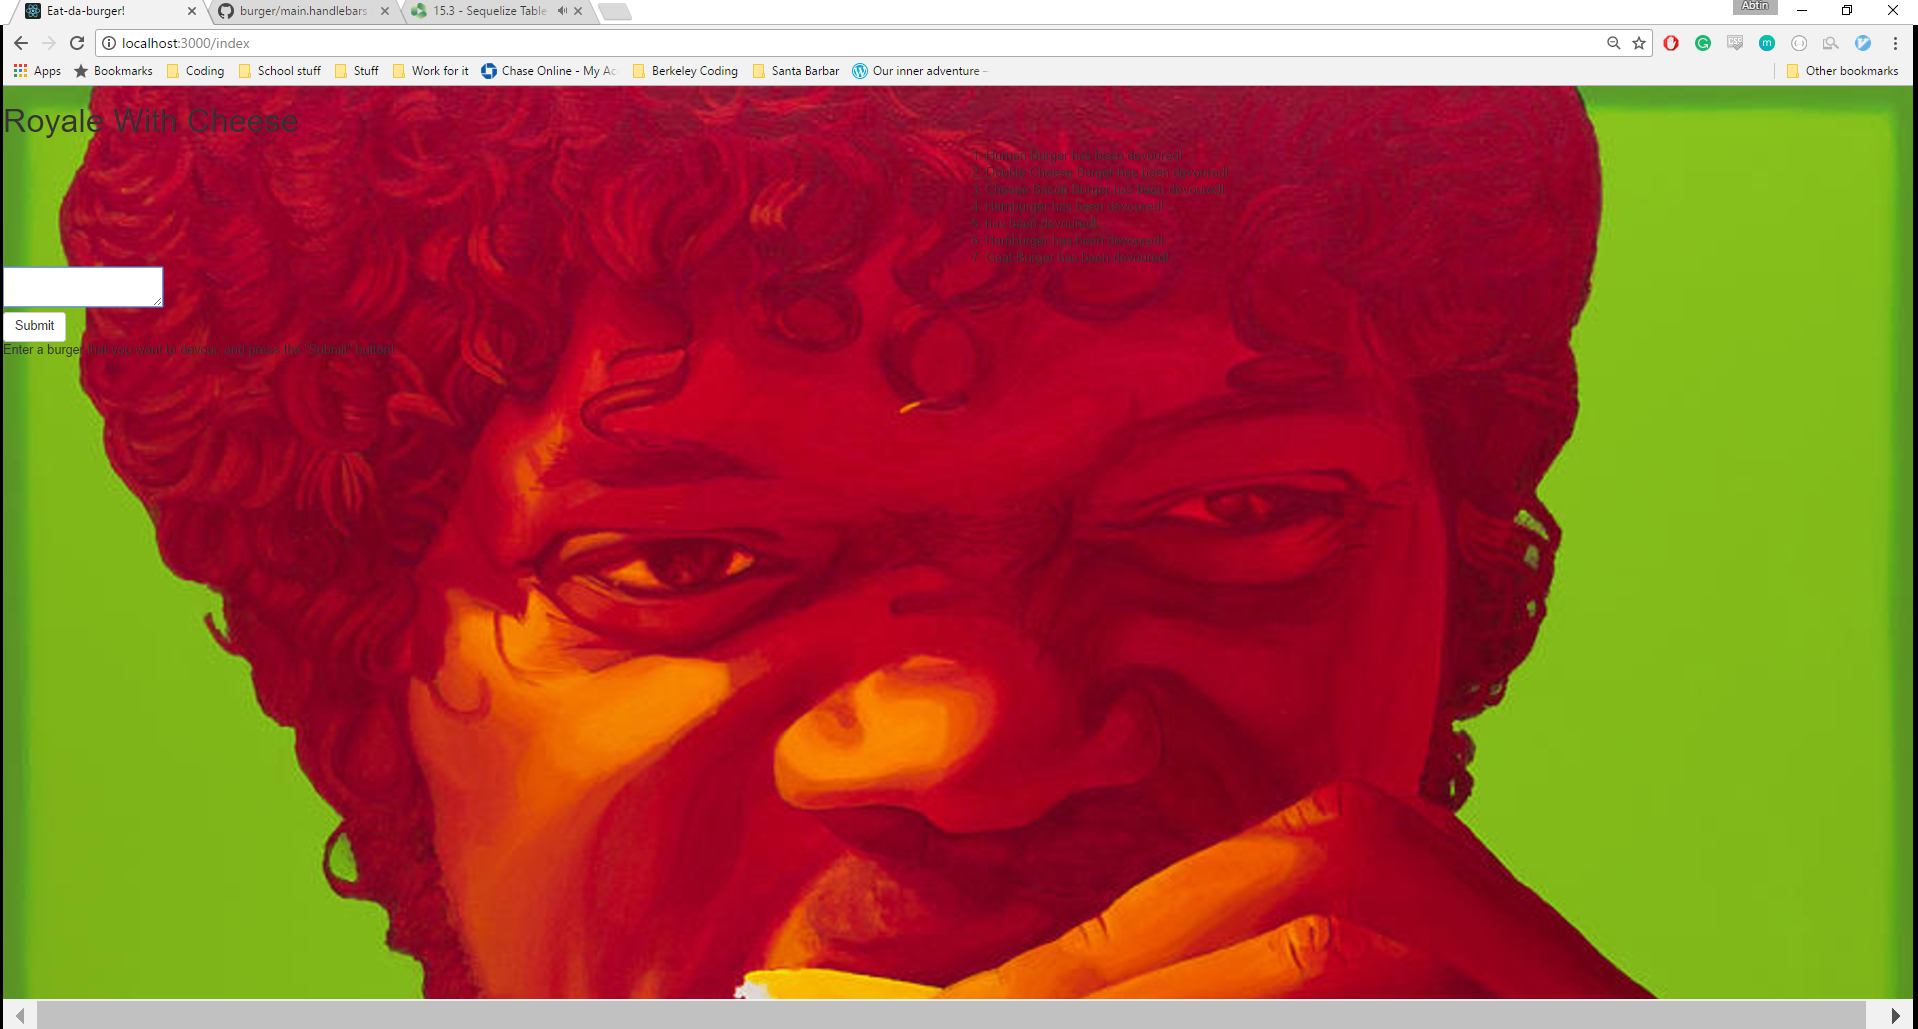 Eat-da-burger!
burger/main.handlebars
15.3 - Sequelize Table
Abtin
localhost:3000/index
Apps
Bookmarks
Coding
School stuff
Stuff
Work for it
Chase Online - My Ac
Berkeley Coding
Santa Barbar
Our inner adventure -
Other bookmarks
Royale With Cheese
1. Burger has been devoured!
2. Double Cheese Burger has been devoured!
3. Cheese Bacon Burger has been devoured!
4. Hamburger has been devoured!
5. has been devoured!
6. Hamburger has been devoured!
7. Burger has been devoured!
Submit
Enter a burger that you want to devour and press the 'Submit' button!